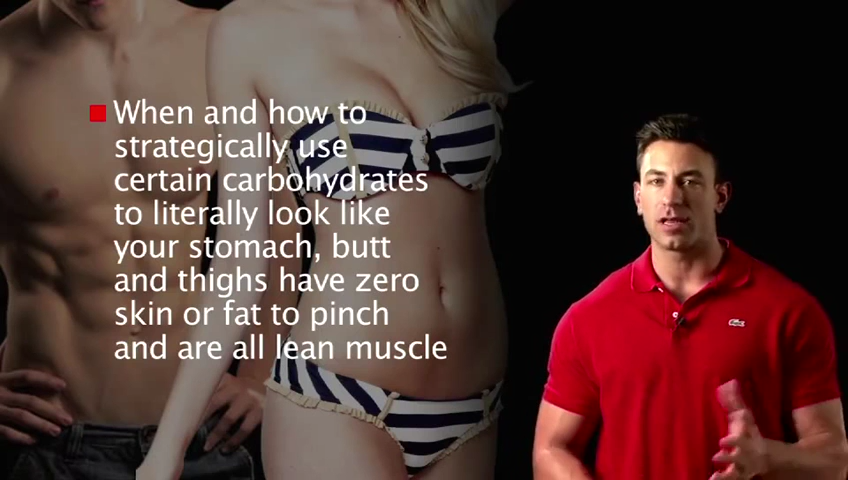 When and how to
strategically use
certain carbohydrates
to literally look like
your stomach, butt
and thighs have zero
skin or fat to pinch
and are all lean muscle